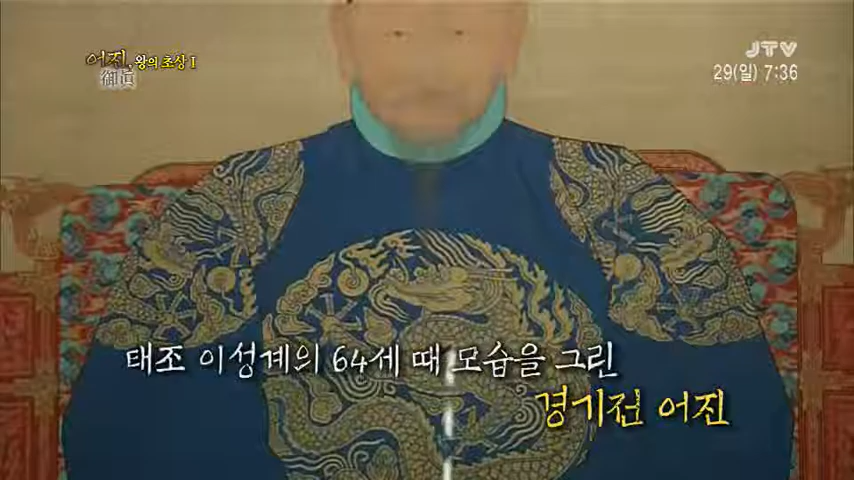 어진, 왕의 초상 I
御眞
JTV
29(일) 7:36
태조 이성계의 64세 때 모습을 그린
경기전 어진